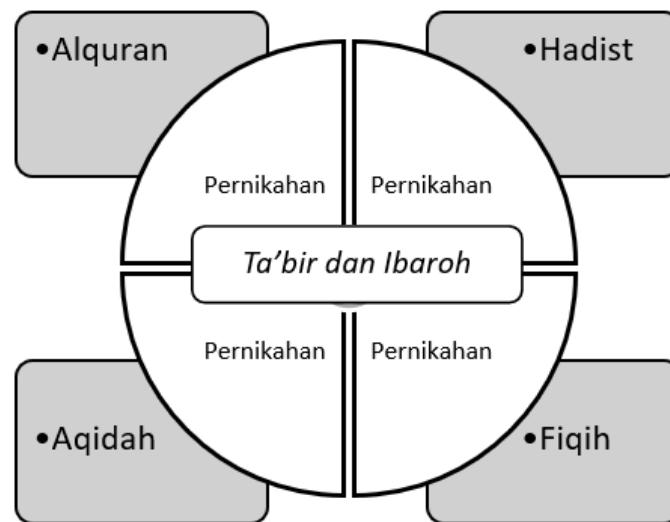 •Alquran
•Hadist
Pernikahan
Pernikahan
Ta’bir dan Ibaroh
Pernikahan
Pernikahan
•Aqidah
•Fiqih